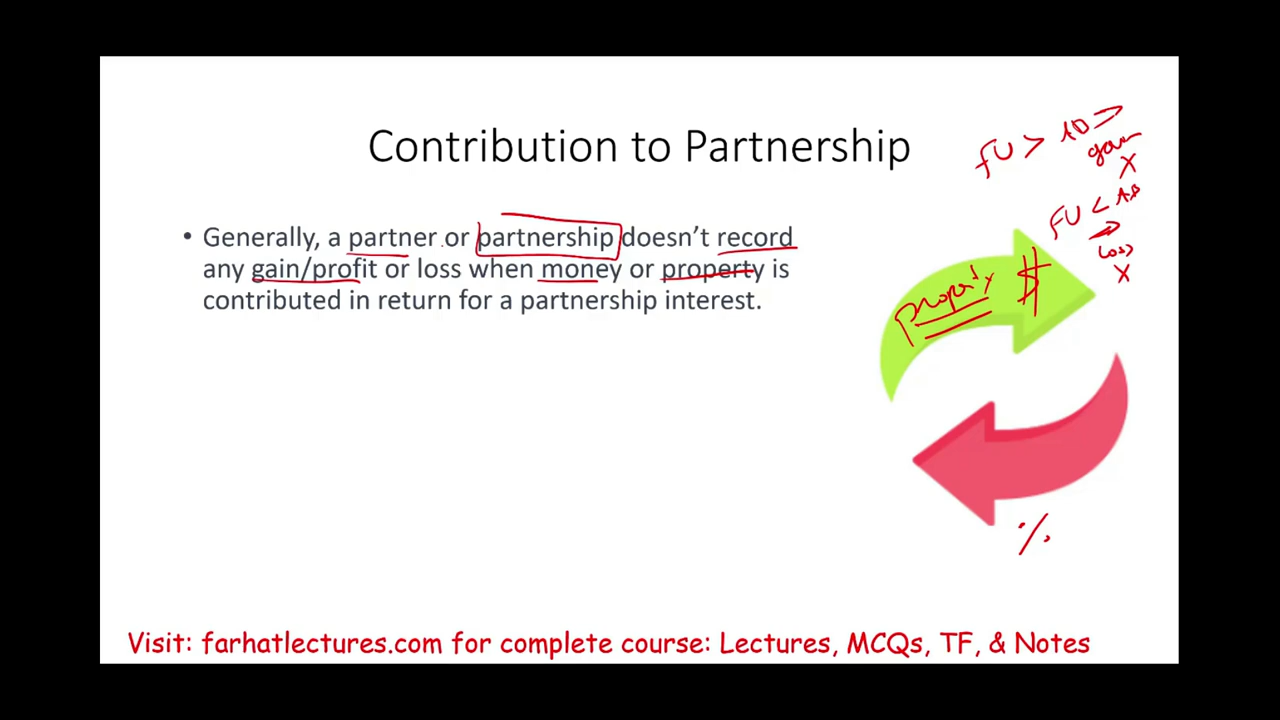 Contribution to Partnership
• Generally, a partner or partnership doesn't record
any gain/profit or loss when money or property is
contributed in return for a partnership interest.
FV > AB =>
gain
X
FV < AB
=>
Loss
X
property $
%
Visit: farhatlectures.com for complete course: Lectures, MCQs, TF, & Notes